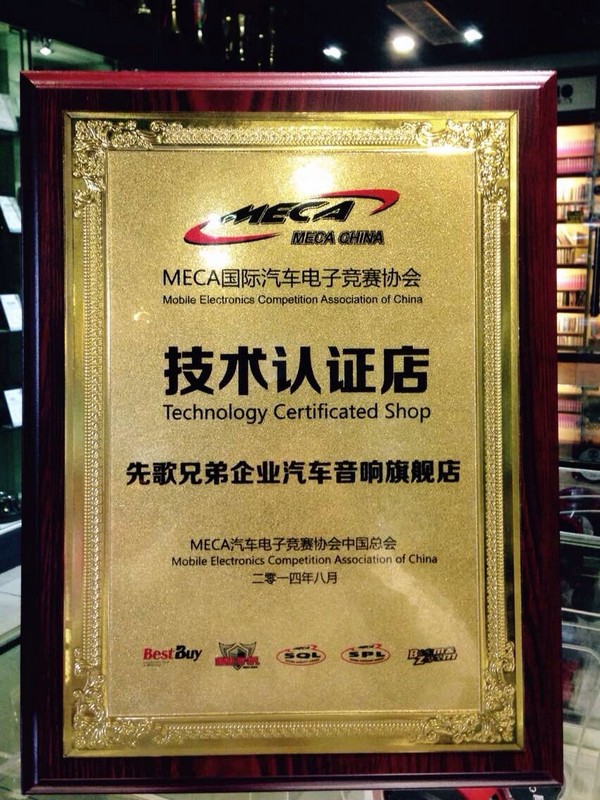 MECA
MECA CHINA
MECA国际汽车电子竞赛协会
Mobile Electronics Competition Association of China
技术认证店
Technology Certificated Shop
先歌兄弟企业汽车音响旗舰店
MECA汽车电子竞赛协会中国总会
Mobile Electronics Competition Association of China
二零一四年八月
Best Buy
SQL
SPL